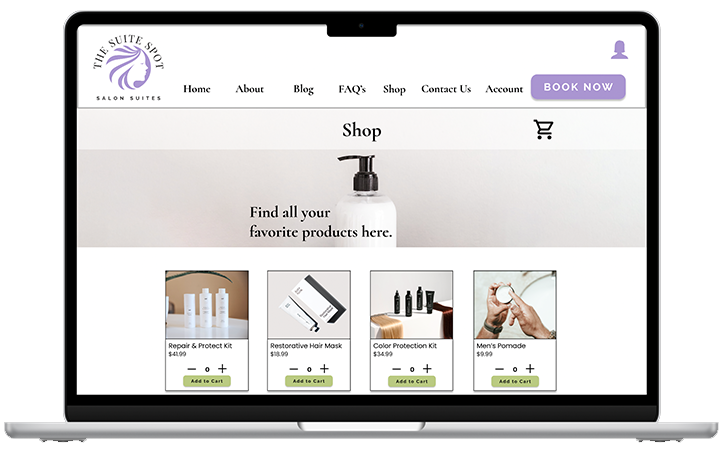 THE SUITE SPOT
SALON SUITES
Home About Blog FAQ's Shop Contact Us Account BOOK NOW
Shop
Find all your
favorite products here.
Repair & Protect Kit
$41.99
— 0 +
Add to Cart
Restorative Hair Mask
$18.99
— 0 +
Add to Cart
Color Protection Kit
$34.99
— 0 +
Add to Cart
Men's Pomade
$9.99
— 0 +
Add to Cart